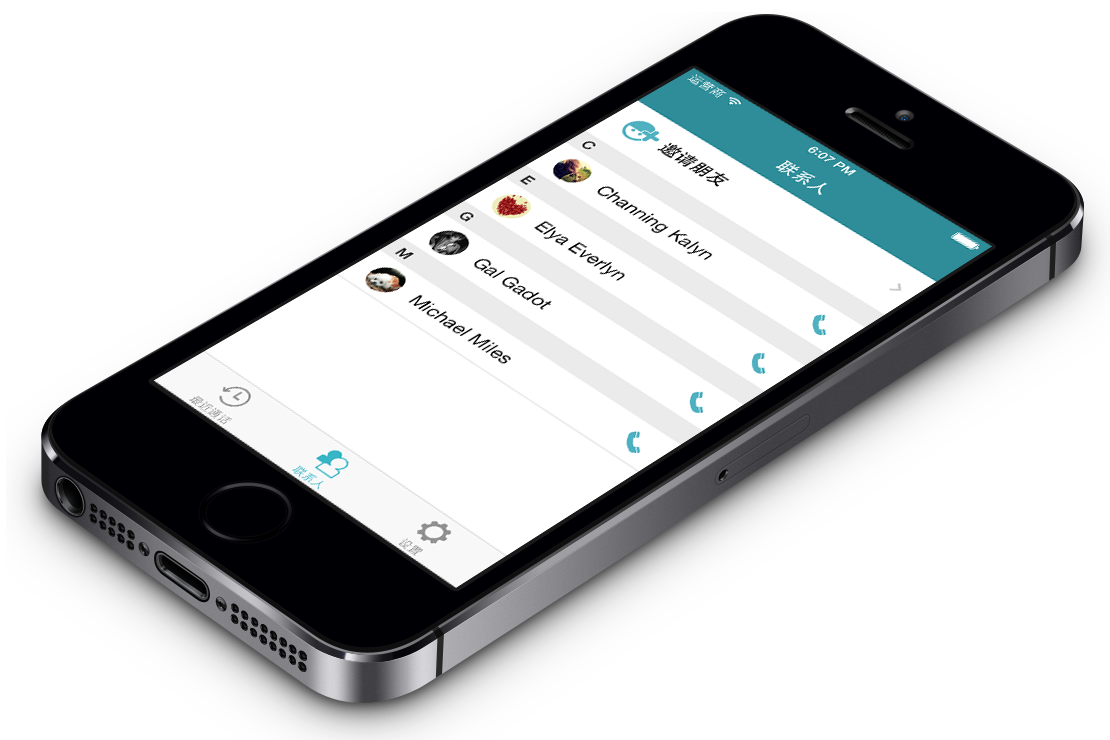 运营商
6:07 PM
联系人
邀请朋友
C
Channing Kalyn
E
Elya Everlyn
G
Gal Gadot
M
Michael Miles
最近通话
联系人
设置